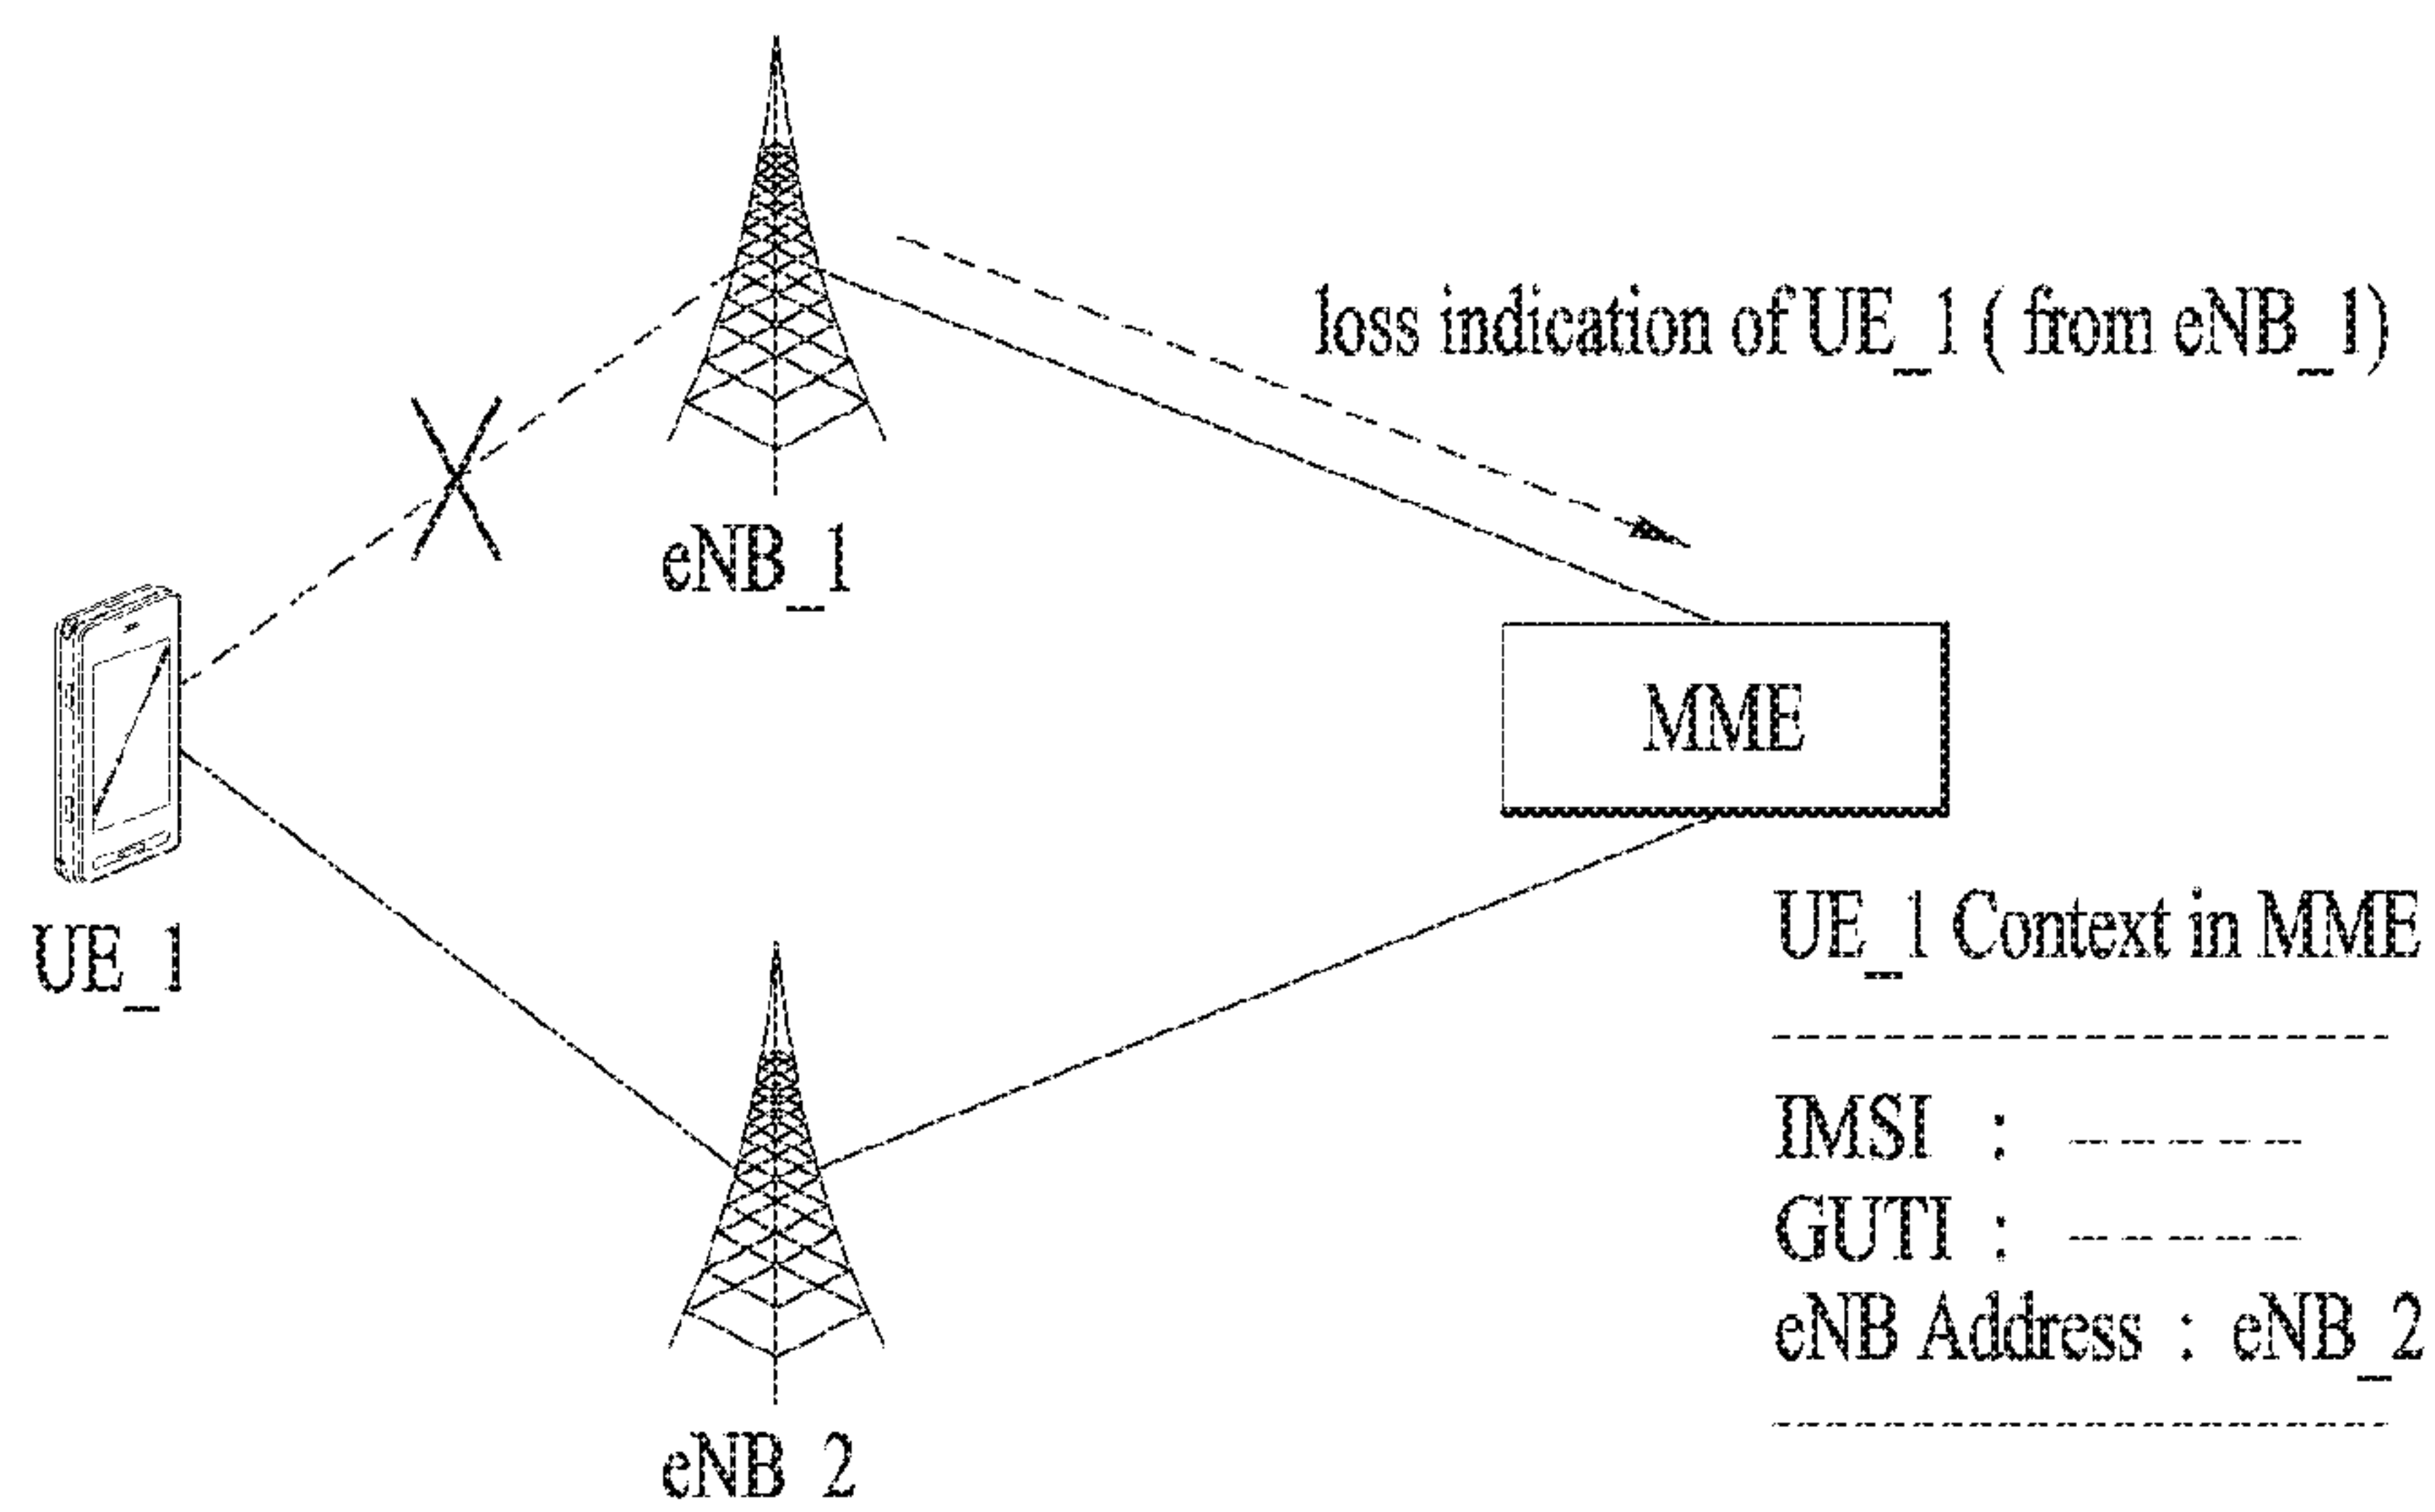 loss indication of UE_1 ( from eNB_1)
eNB_1
MME
UE_1
UE_1 Context in MME
IMSI :
GUTI :
eNB Address : eNB_2
eNB_2